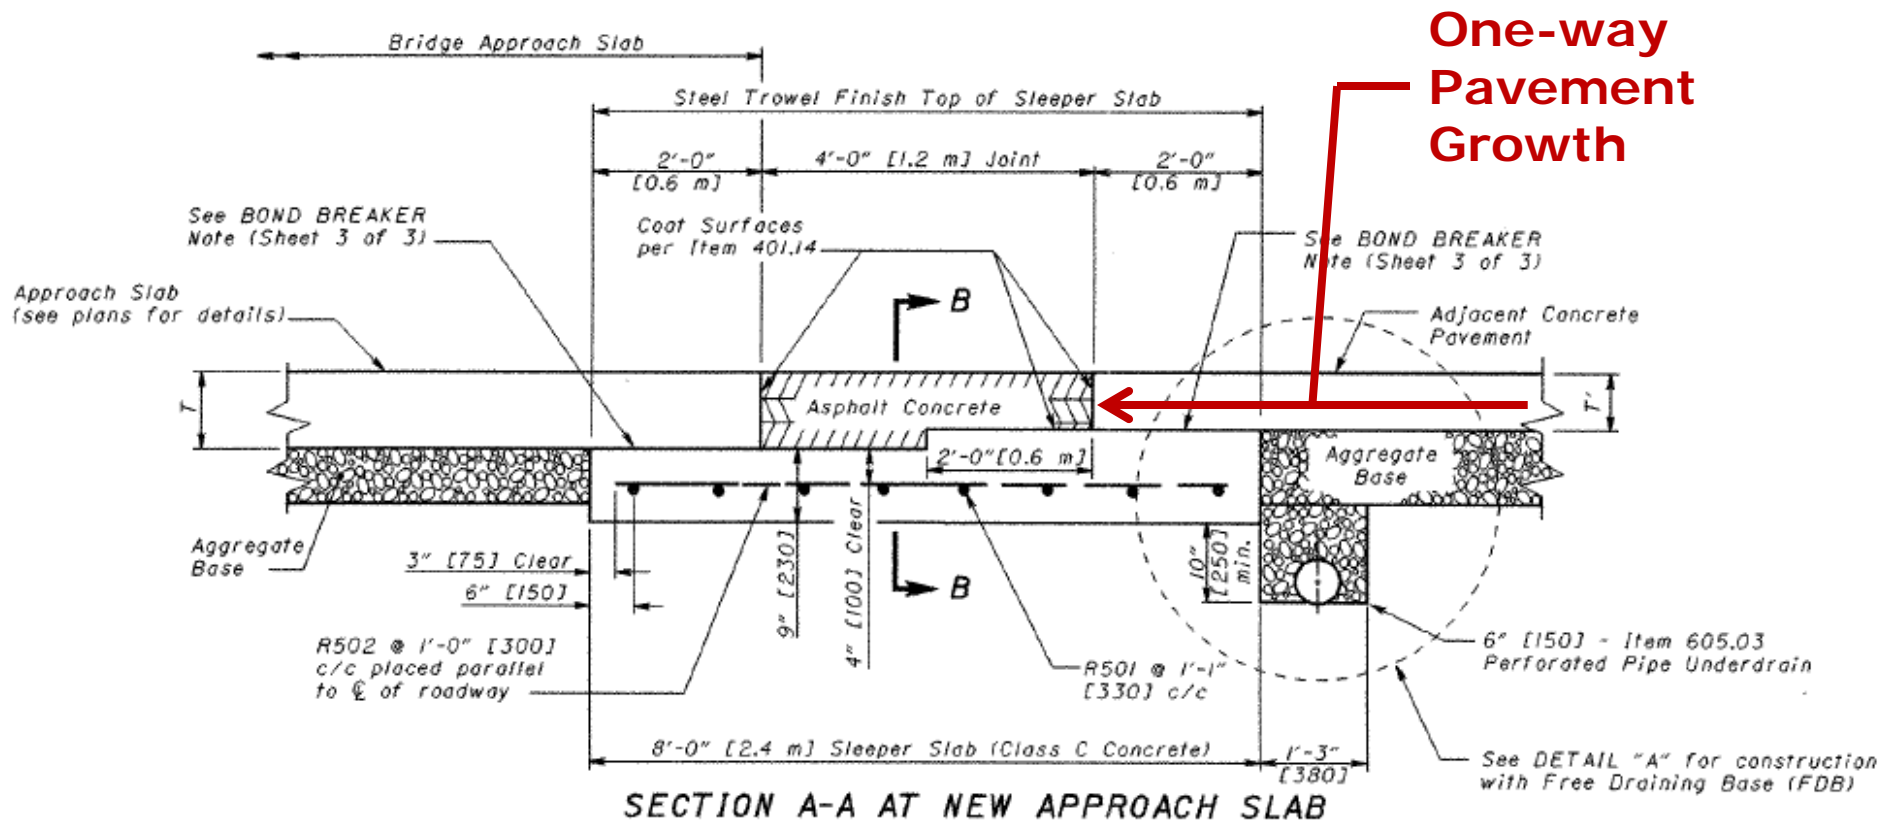 One-way
Pavement
Growth
Bridge Approach Slab
Steel Trowel Finish Top of Sleeper Slab
2'-0"
[0.6 m]
4'-0" [1.2 m] Joint
2'-0"
[0.6 m]
See BOND BREAKER
Note (Sheet 3 of 3)
Coat Surfaces
per Item 401.14
See BOND BREAKER
Note (Sheet 3 of 3)
B
Approach Slab
(see plans for details)
Adjacent Concrete
Pavement
T
Asphalt Concrete
T'
2'-0"[0.6 m]
Aggregate
Base
Aggregate
Base
3" [75] Clear
6" [150]
9" [230]
4" [100] Clear
B
10"
[250]
min.
R502 @ 1'-0" [300]
c/c placed parallel
to ℄ of roadway
R501 @ 1'-1"
[330] c/c
6" [150] - Item 605.03
Perforated Pipe Underdrain
8'-0" [2.4 m] Sleeper Slab (Class C Concrete)
1'-3"
[380]
See DETAIL "A" for construction
with Free Draining Base (FDB)
SECTION A-A AT NEW APPROACH SLAB